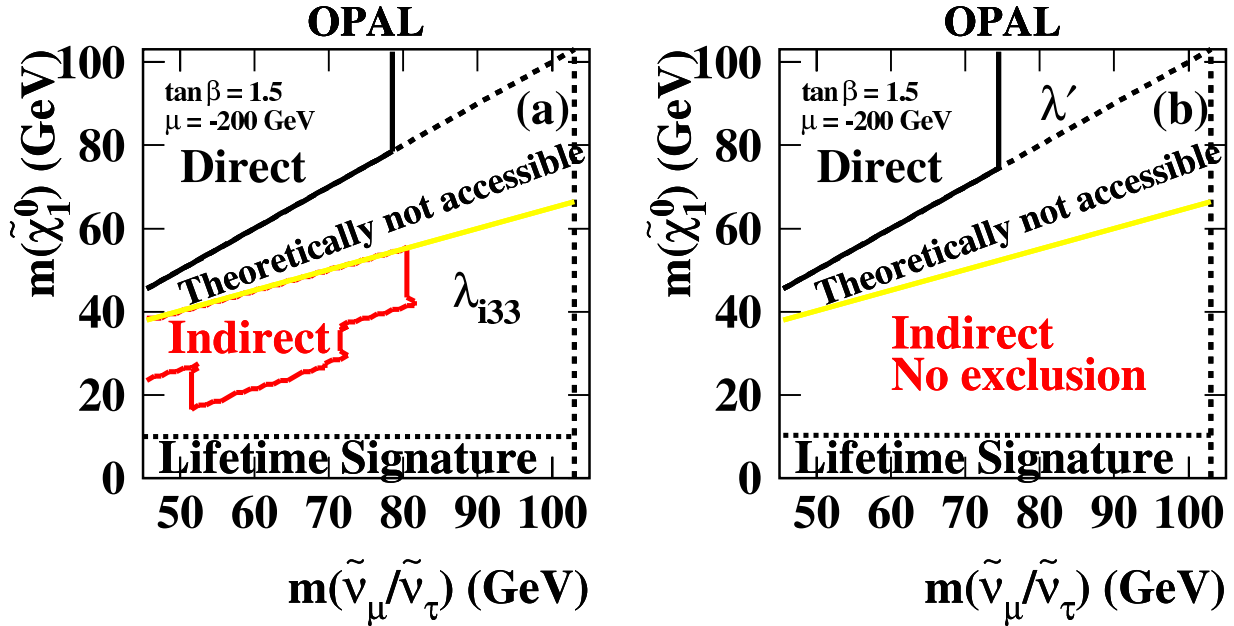 OPAL
m(χ̃₁⁰) (GeV)
100
80
60
40
20
0
tan β = 1.5
μ = -200 GeV
(a)
Direct
Theoretically not accessible
λi33
Indirect
Lifetime Signature
50 60 70 80 90 100
m(ν̃μ/ν̃τ) (GeV)
OPAL
m(χ̃₁⁰) (GeV)
100
80
60
40
20
0
tan β = 1.5
μ = -200 GeV
λ′
(b)
Direct
Theoretically not accessible
Indirect
No exclusion
Lifetime Signature
50 60 70 80 90 100
m(ν̃μ/ν̃τ) (GeV)